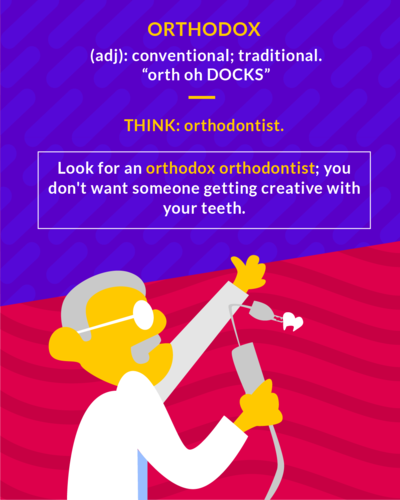 ORTHODOX
(adj): conventional; traditional.
“orth oh DOCKS”
THINK: orthodontist.
Look for an orthodox orthodontist; you
don't want someone getting creative with
your teeth.